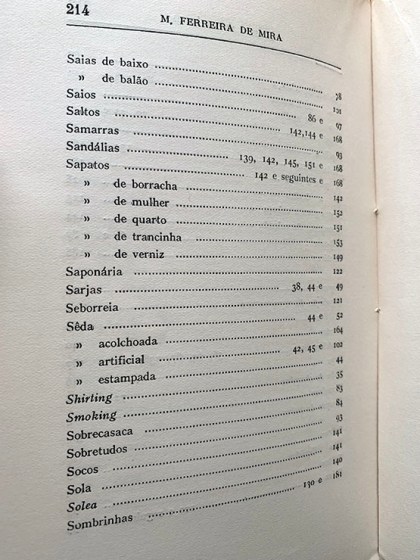 214 M. FERREIRA DE MIRA
Saias de baixo ........ 78
» de balão ........ 121
Saios ........ 86 e 97
Saltos ........ 142,144 e 168
Samarras ........ 93
Sandálias ........ 139, 142, 145, 151 e 168
Sapatos ........ 142 e seguintes e 168
» de borracha ........ 142
» de mulher ........ 152
» de quarto ........ 151
» de trancinha ........ 153
» de verniz ........ 149
Saponária ........ 122
Sarjas ........ 38, 44 e 49
Seborreia ........ 121
Sêda ........ 44 e 52
» acolchoada ........ 164
» artificial ........ 42, 45 e 102
» estampada ........ 44
Shirting ........ 35
Smoking ........ 83
Sobrecasaca ........ 84
Sobretudos ........ 93
Socos ........ 141
Sola ........ 141
Solea ........ 140
Sombrinhas ........ 130 e 181